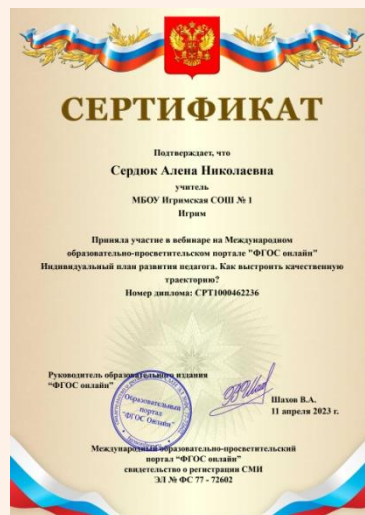 СЕРТИФИКАТ
Подтверждает, что
Сердюк Алена Николаевна
учитель
МБОУ Игримская СОШ № 1
Игрим
Приняла участие в вебинаре на Международном
образовательно-просветительском портале "ФГОС онлайн"
Индивидуальный план развития педагога. Как выстроить качественную
траекторию?
Номер диплома: СРТ1000462236
Руководитель образовательного издания
“ФГОС онлайн”
Образовательный
портал
"ФГОС Онлайн"
Шахов В.А.
11 апреля 2023 г.
Международный образовательно-просветительский
портал “ФГОС онлайн”
свидетельство о регистрации СМИ
ЭЛ № ФС 77 - 72602